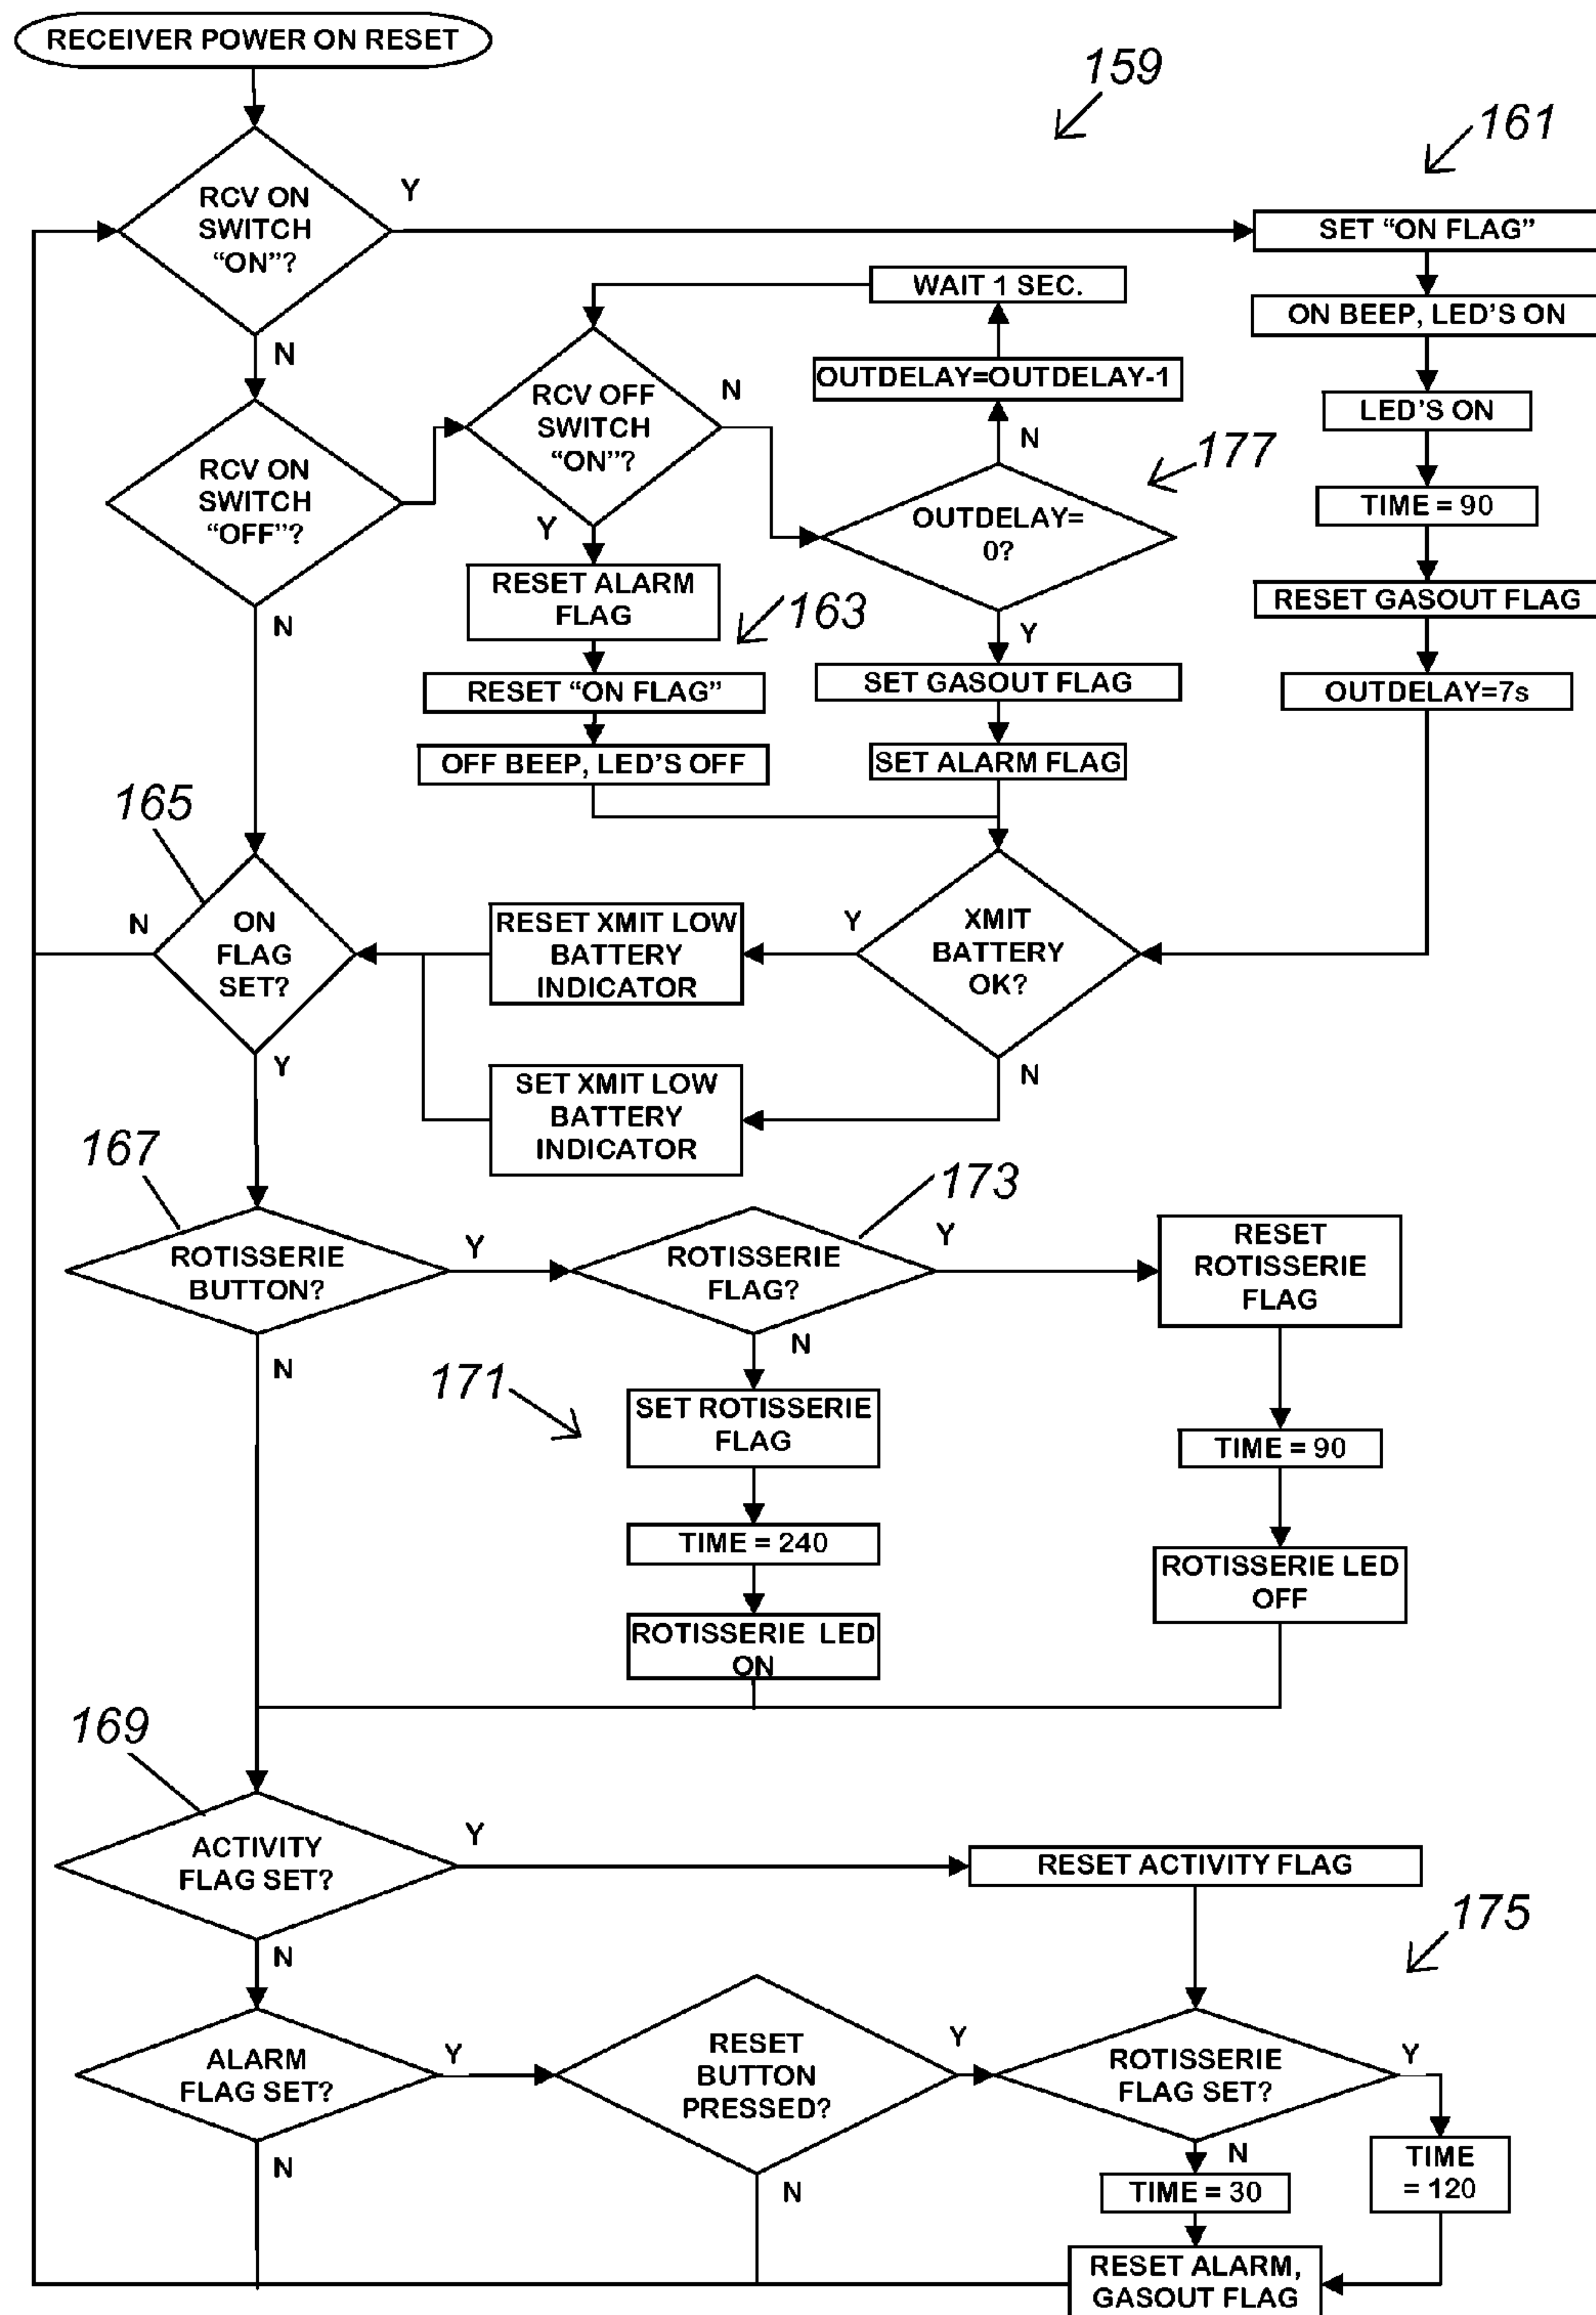 RECEIVER POWER ON RESET
159
161
RCV ON
SWITCH
“ON”?
Y
N
SET “ON FLAG”
ON BEEP, LED'S ON
LED'S ON
TIME = 90
RESET GASOUT FLAG
OUTDELAY=7s
WAIT 1 SEC.
OUTDELAY=OUTDELAY-1
N
RCV OFF
SWITCH
“ON”?
N
Y
RCV ON
SWITCH
“OFF”?
N
177
OUTDELAY=
0?
Y
RESET ALARM
FLAG
163
RESET “ON FLAG”
OFF BEEP, LED'S OFF
SET GASOUT FLAG
SET ALARM FLAG
165
ON
FLAG
SET?
N
Y
RESET XMIT LOW
BATTERY
INDICATOR
Y
XMIT
BATTERY
OK?
N
SET XMIT LOW
BATTERY
INDICATOR
167
ROTISSERIE
BUTTON?
Y
N
173
ROTISSERIE
FLAG?
Y
N
RESET
ROTISSERIE
FLAG
171
SET ROTISSERIE
FLAG
TIME = 90
TIME = 240
ROTISSERIE LED
OFF
ROTISSERIE LED
ON
169
ACTIVITY
FLAG SET?
Y
N
RESET ACTIVITY FLAG
175
ALARM
FLAG SET?
Y
N
RESET
BUTTON
PRESSED?
Y
N
ROTISSERIE
FLAG SET?
Y
N
TIME = 30
TIME
= 120
RESET ALARM,
GASOUT FLAG